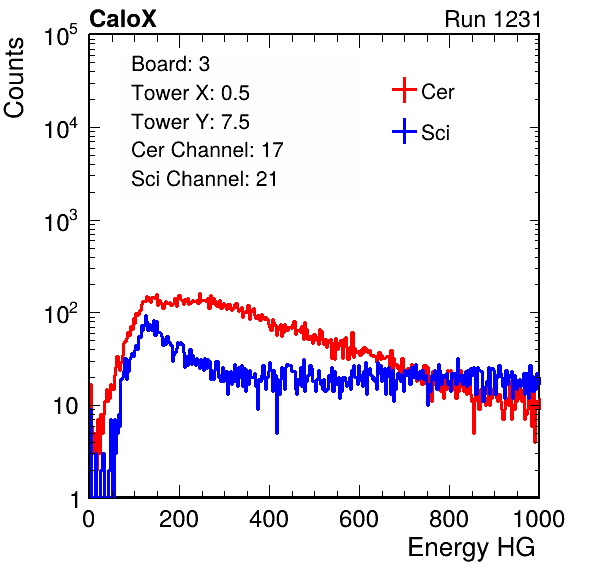 CaloX Run 1231
Counts
10^5
10^4
10^3
10^2
10
1
Board: 3
Tower X: 0.5
Tower Y: 7.5
Cer Channel: 17
Sci Channel: 21
Cer
Sci
0 200 400 600 800 1000
Energy HG